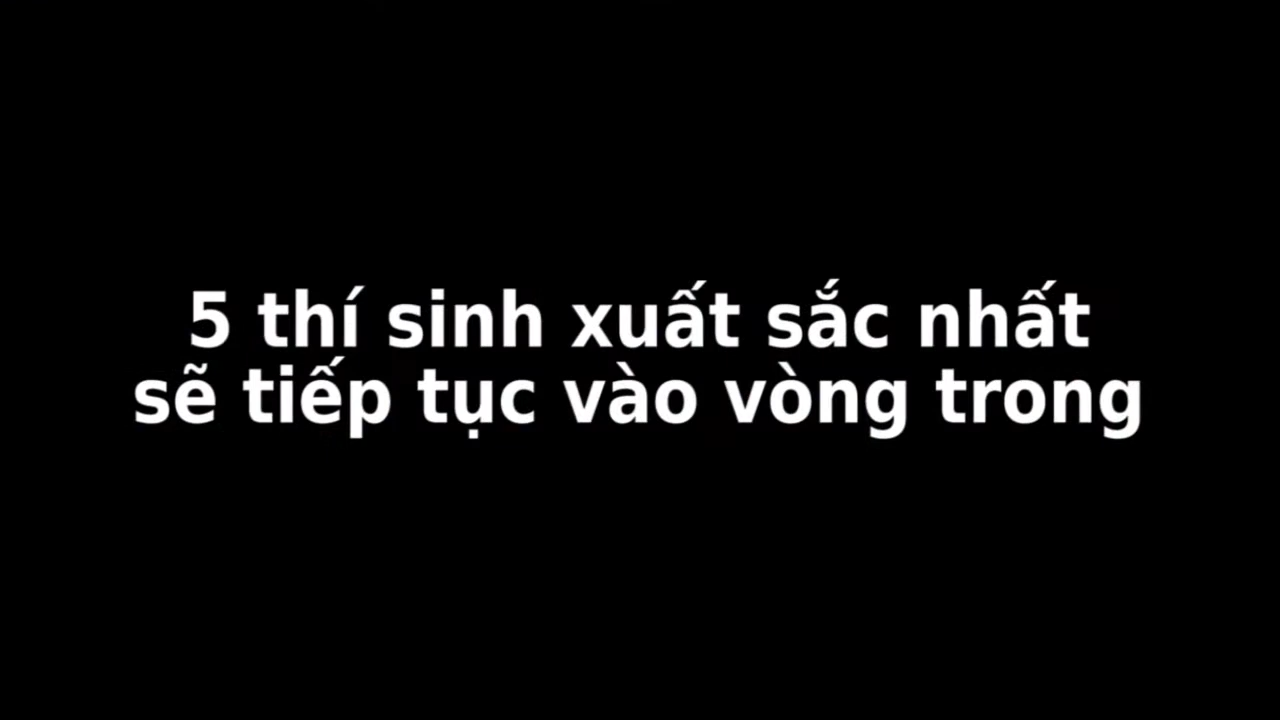 5 thí sinh xuất sắc nhất
sẽ tiếp tục vào vòng trong